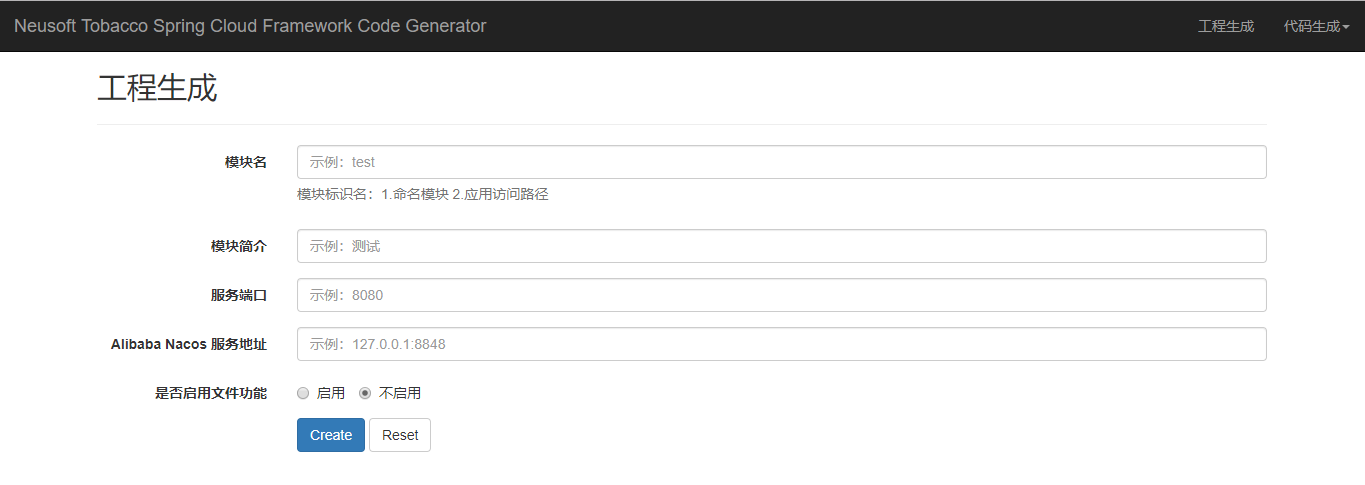 Neusoft Tobacco Spring Cloud Framework Code Generator 工程生成 代码生成
工程生成
模块名 示例：test
模块标识名：1.命名模块 2.应用访问路径
模块简介 示例：测试
服务端口 示例：8080
Alibaba Nacos 服务地址 示例：127.0.0.1:8848
是否启用文件功能 启用 不启用
Create Reset